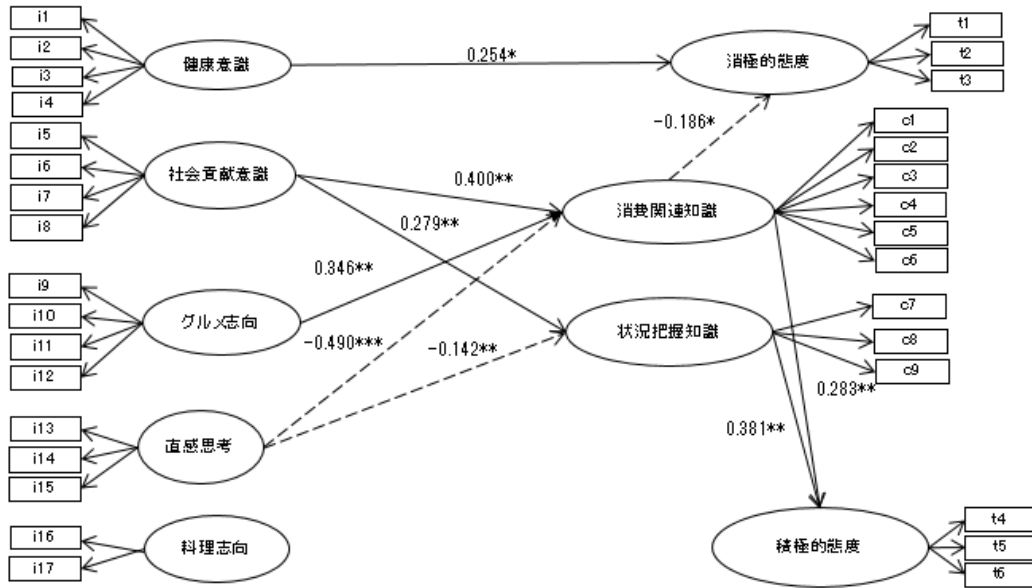 i1
i2
i3
i4
健康意識
0.254*
消極的態度
t1
t2
t3
-0.186*
i5
i6
i7
i8
社会貢献意識
0.400**
0.279**
消費関連知識
c1
c2
c3
c4
c5
c6
i9
i10
i11
i12
グルメ志向
0.346**
-0.490***
-0.142**
状況把握知識
c7
c8
c9
0.283**
0.381**
i13
i14
i15
直感思考
i16
i17
料理志向
積極的態度
t4
t5
t6